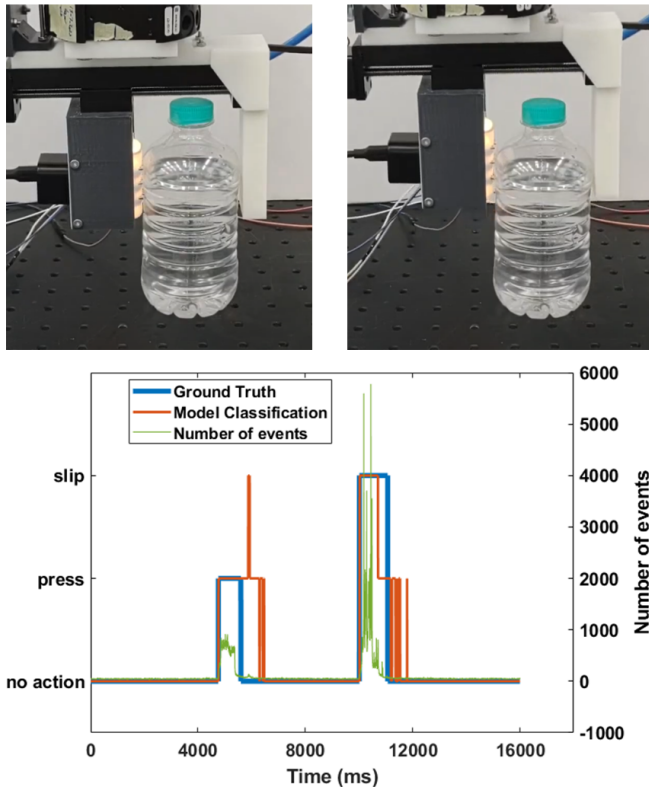 Ground Truth
Model Classification
Number of events
6000
5000
4000
3000
2000
1000
0
-1000
slip
press
no action
Number of events
0
4000
8000
12000
16000
Time (ms)